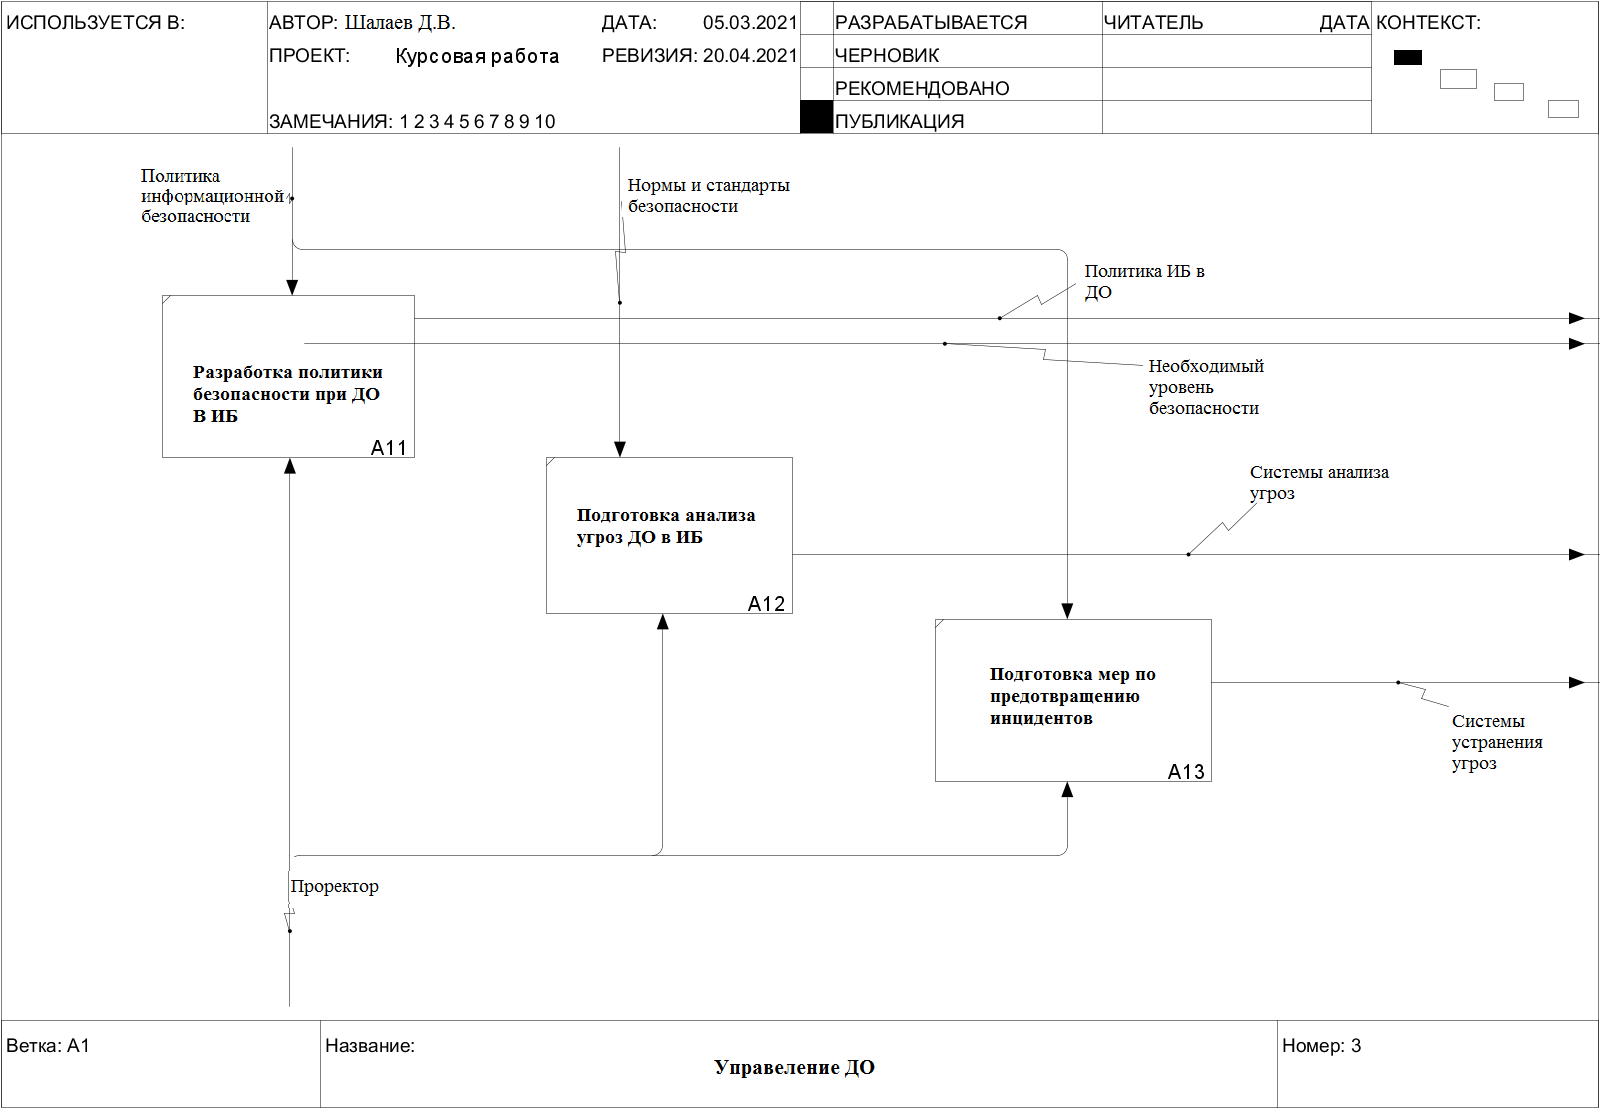 ИСПОЛЬЗУЕТСЯ В:
АВТОР: Шалаев Д.В.
ДАТА: 05.03.2021
ПРОЕКТ: Курсовая работа
РЕВИЗИЯ: 20.04.2021
ЗАМЕЧАНИЯ: 1 2 3 4 5 6 7 8 9 10
РАЗРАБАТЫВАЕТСЯ
ЧЕРНОВИК
РЕКОМЕНДОВАНО
ПУБЛИКАЦИЯ
ЧИТАТЕЛЬ
ДАТА
КОНТЕКСТ:
Политика
информационной
безопасности
Нормы и стандарты
безопасности
Политика ИБ в
ДО
Необходимый
уровень
безопасности
Разработка политики
безопасности при ДО
В ИБ
A11
Системы анализа
угроз
Подготовка анализа
угроз ДО в ИБ
A12
Подготовка мер по
предотвращению
инцидентов
A13
Системы
устранения
угроз
Проректор
Ветка: A1
Название:
Управеление ДО
Номер: 3